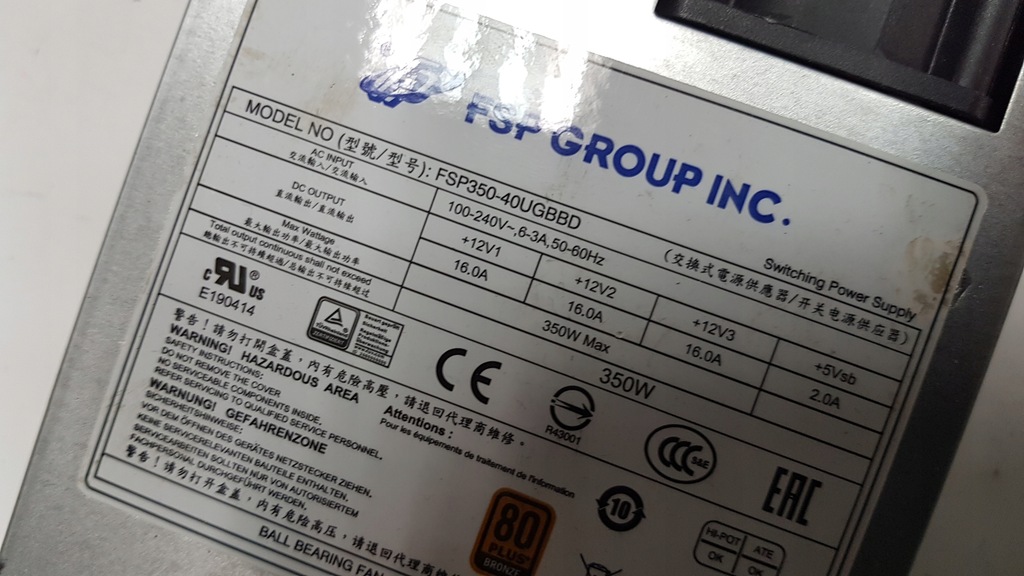 FSP GROUP INC.
Switching Power Supply
MODEL NO (型號/型号): FSP350-40UGBBD (交換式電源供應器/开关电源供应器)
AC INPUT
交流輸入/交流输入
100-240V~,6-3A,50-60Hz
DC OUTPUT
直流輸出/直流输出
+12V1 +12V2 +12V3 +5Vsb
16.0A 16.0A 16.0A 2.0A
Max Wattage
最大輸出功率/最大输出功率
350W Max
Total output continuous shall not exceed
總輸出不可持續超過/总输出不可持续超过
350W
c UR ® US
E190414
CE
R43001
CCC S&E
EAC
警告!請勿打開盒蓋,內有危險高壓,請退回代理商維修。
WARNING! HAZARDOUS AREA
SAFETY INSTRUCTIONS:
DO NOT REMOVE THE COVER
NO SERVICEABLE COMPONENTS INSIDE.
REFER SERVICING TO QUALIFIED SERVICE PERSONNEL.
WARNUNG! GEFAHRENZONE
SICHERHEITSHINWEISE:
VOR DEM ÖFFNEN DES GERÄTES NETZSTECKER ZIEHEN.
KEINE SERVICERELEVANTEN BAUTEILE ENTHALTEN.
SERVICEARBEITEN SOLLTEN NUR VON AUTORISIERTEM
FACHPERSONAL DURCHGEFÜHRT WERDEN.
警告!请勿打开盒盖,内有危险高压,请退回代理商维修。
Attentions :
Pour les équipements de traitement de l'information
80
PLUS®
BRONZE
10
HI-POT ATE
OK OK
BALL BEARING FAN